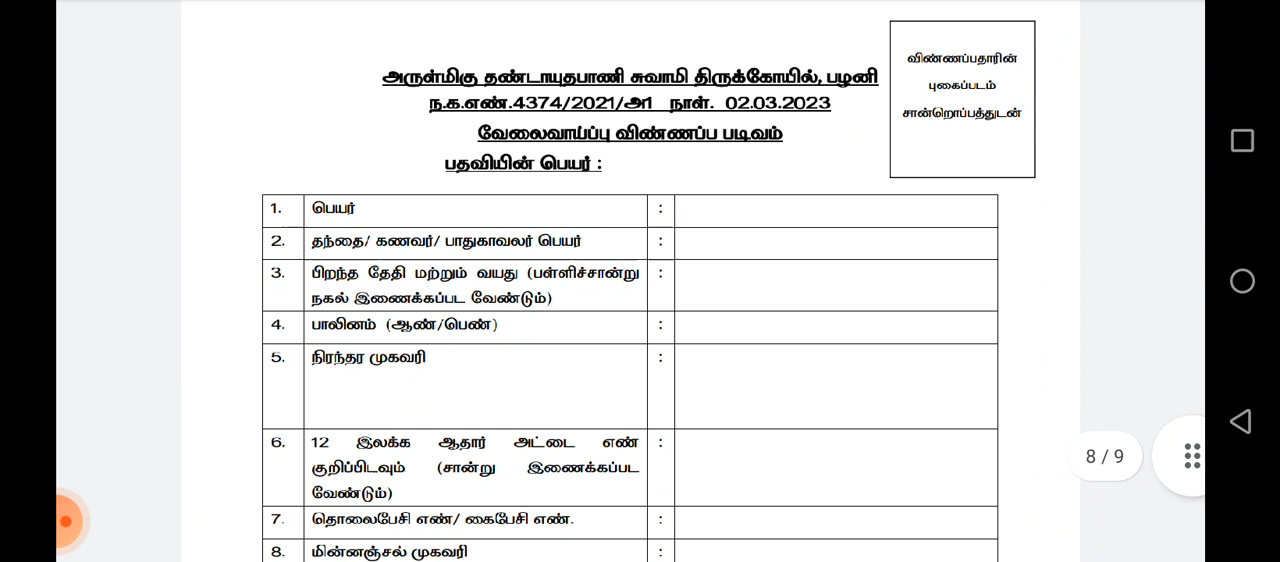 அருள்மிகு தண்டாயுதபாணி சுவாமி திருக்கோயில், பழனி
ந.க.எண்.4374/2021/அ1 நாள். 02.03.2023
வேலைவாய்ப்பு விண்ணப்ப படிவம்
பதவியின் பெயர் :
விண்ணப்பதாரின்
புகைப்படம்
சான்றொப்பத்துடன்
1. பெயர் :
2. தந்தை/ கணவர்/ பாதுகாவலர் பெயர் :
3. பிறந்த தேதி மற்றும் வயது (பள்ளிச்சான்று :
நகல் இணைக்கப்பட வேண்டும்)
4. பாலினம் (ஆண்/பெண்) :
5. நிரந்தர முகவரி :
6. 12 இலக்க ஆதார் அட்டை எண் :
குறிப்பிடவும் (சான்று இணைக்கப்பட
வேண்டும்)
7. தொலைபேசி எண்/ கைபேசி எண். :
8. மின்னஞ்சல் முகவரி :
8 / 9